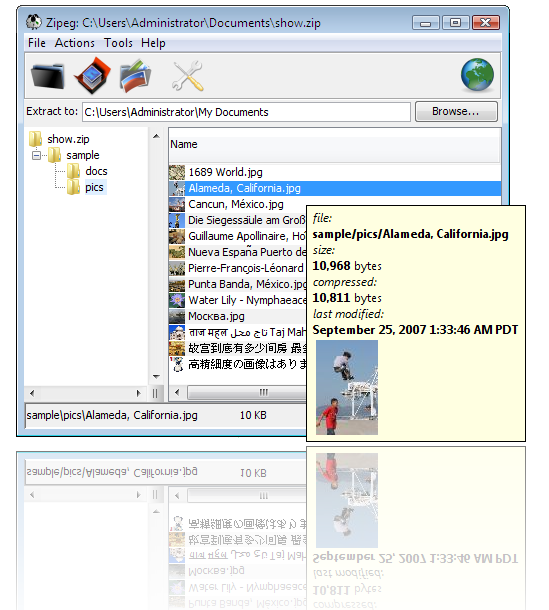 Zipeg: C:\Users\Administrator\Documents\show.zip
File Actions Tools Help
Extract to: C:\Users\Administrator\My Documents Browse...
show.zip
sample
docs
pics
Name
1689 World.jpg
Alameda, California.jpg
Cancun, México.jpg
Die Siegessäule am Groß
Guillaume Apollinaire, Ho
Nueva España Puerto de
Pierre-François-Léonard
Punta Banda, México.jpg
Water Lily - Nymphaeace
Москва.jpg
ताज महल تاج محل Taj Mah
故宫到底有多少间房 最多
高精細度の画像はありま
file:
sample/pics/Alameda, California.jpg
size:
10,968 bytes
compressed:
10,811 bytes
last modified:
September 25, 2007 1:33:46 AM PDT
sample\pics\Alameda, California.jpg 10 KB